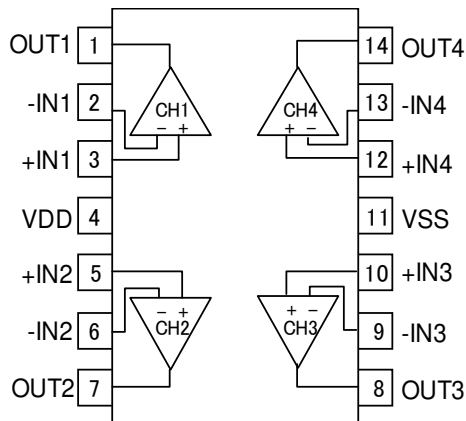 OUT1 1 14 OUT4
-IN1 2 CH1 CH4 13 -IN4
− + + −
+IN1 3 12 +IN4
VDD 4 11 VSS
+IN2 5 10 +IN3
− + + −
-IN2 6 CH2 CH3 9 -IN3
OUT2 7 8 OUT3